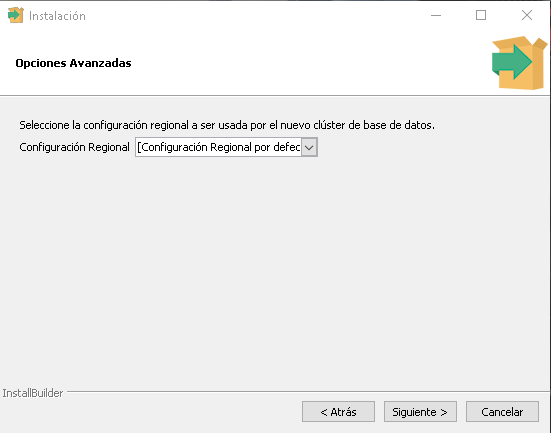 Instalación
Opciones Avanzadas
Seleccione la configuración regional a ser usada por el nuevo clúster de base de datos.
Configuración Regional [Configuración Regional por defec
InstallBuilder
< Atrás Siguiente > Cancelar